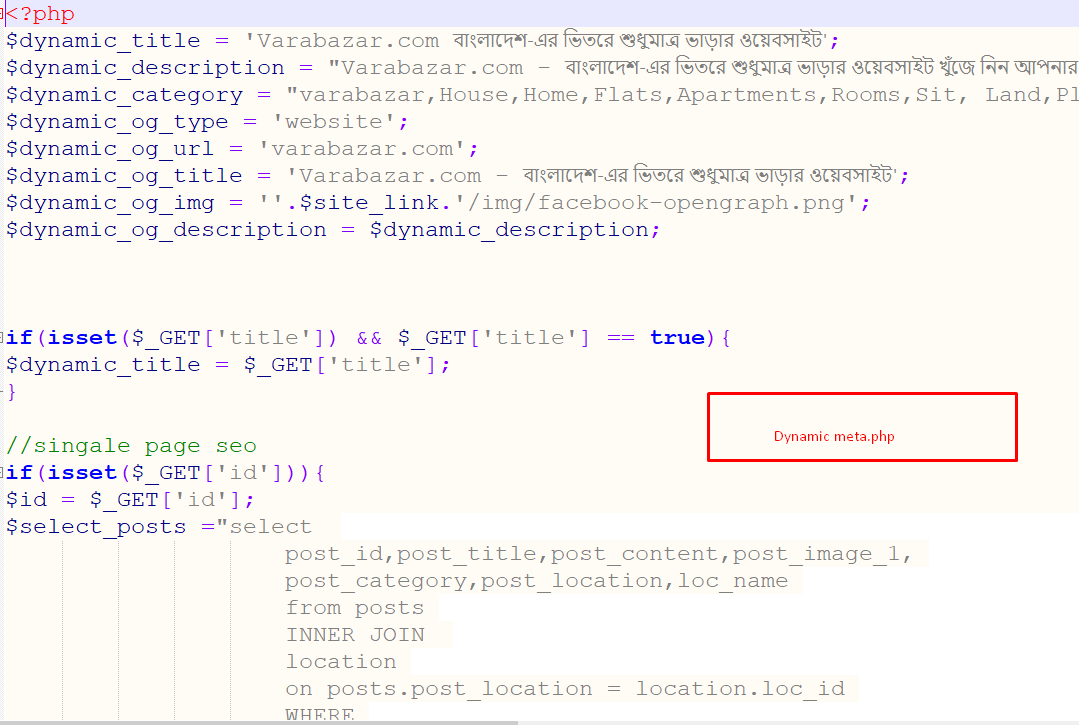 <?php
$dynamic_title = 'Varabazar.com বাংলাদেশ-এর ভিতরে শুধুমাত্র ভাড়ার ওয়েবসাইট';
$dynamic_description = "Varabazar.com - বাংলাদেশ-এর ভিতরে শুধুমাত্র ভাড়ার ওয়েবসাইট খুঁজে নিন আপনার
$dynamic_category = "varabazar,House,Home,Flats,Apartments,Rooms,Sit, Land,Pl
$dynamic_og_type = 'website';
$dynamic_og_url = 'varabazar.com';
$dynamic_og_title = 'Varabazar.com - বাংলাদেশ-এর ভিতরে শুধুমাত্র ভাড়ার ওয়েবসাইট';
$dynamic_og_img = ''.$site_link.'/img/facebook-opengraph.png';
$dynamic_og_description = $dynamic_description;
if(isset($_GET['title']) && $_GET['title'] == true){
$dynamic_title = $_GET['title'];
}
Dynamic meta.php
//singale page seo
if(isset($_GET['id'])){
$id = $_GET['id'];
$select_posts ="select
post_id,post_title,post_content,post_image_1,
post_category,post_location,loc_name
from posts
INNER JOIN
location
on posts.post_location = location.loc_id
WHERE